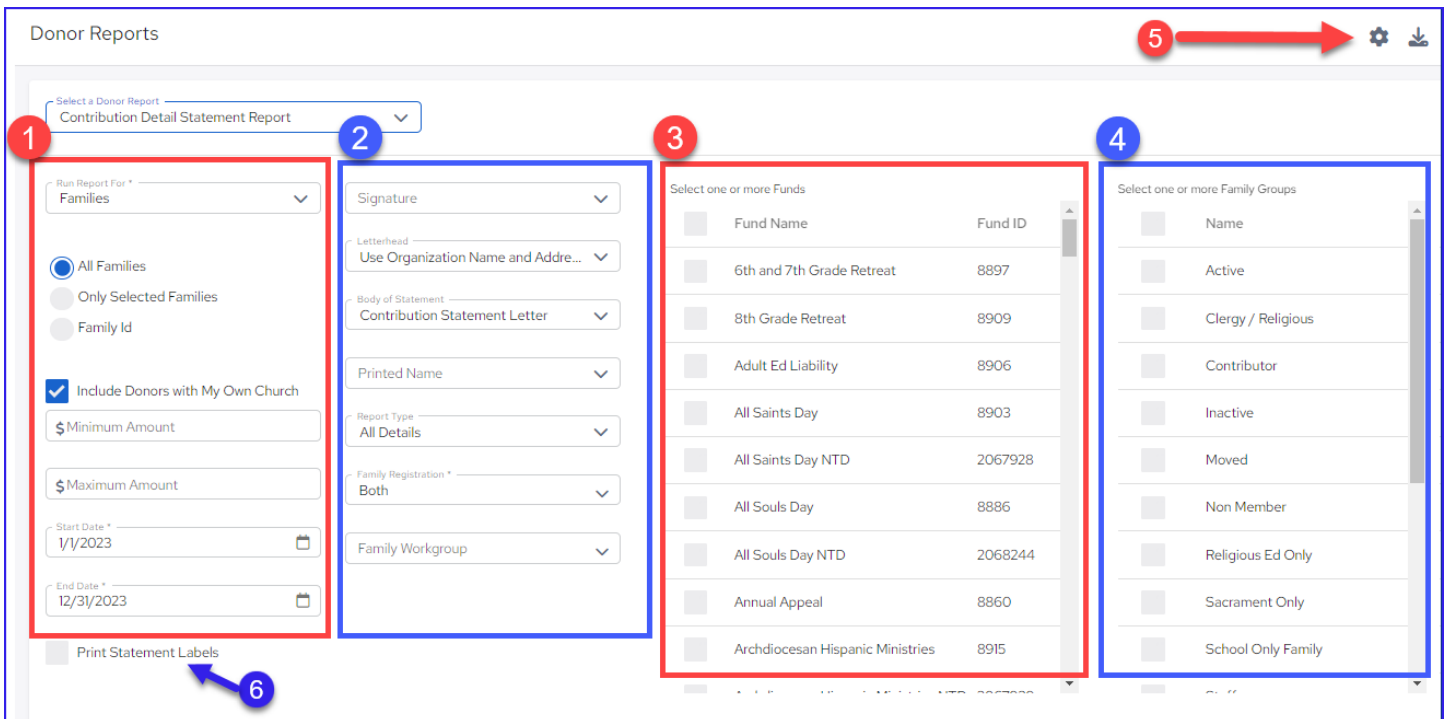 Donor Reports
5
Select a Donor Report
Contribution Detail Statement Report
1
Run Report For *
Families
All Families
Only Selected Families
Family Id
Include Donors with My Own Church
$ Minimum Amount
$ Maximum Amount
Start Date *
1/1/2023
End Date *
12/31/2023
Print Statement Labels
6
2
Signature
Letterhead
Use Organization Name and Addre...
Body of Statement
Contribution Statement Letter
Printed Name
Report Type
All Details
Family Registration *
Both
Family Workgroup
3
Select one or more Funds
Fund Name Fund ID
6th and 7th Grade Retreat 8897
8th Grade Retreat 8909
Adult Ed Liability 8906
All Saints Day 8903
All Saints Day NTD 2067928
All Souls Day 8886
All Souls Day NTD 2068244
Annual Appeal 8860
Archdiocesan Hispanic Ministries 8915
4
Select one or more Family Groups
Name
Active
Clergy / Religious
Contributor
Inactive
Moved
Non Member
Religious Ed Only
Sacrament Only
School Only Family